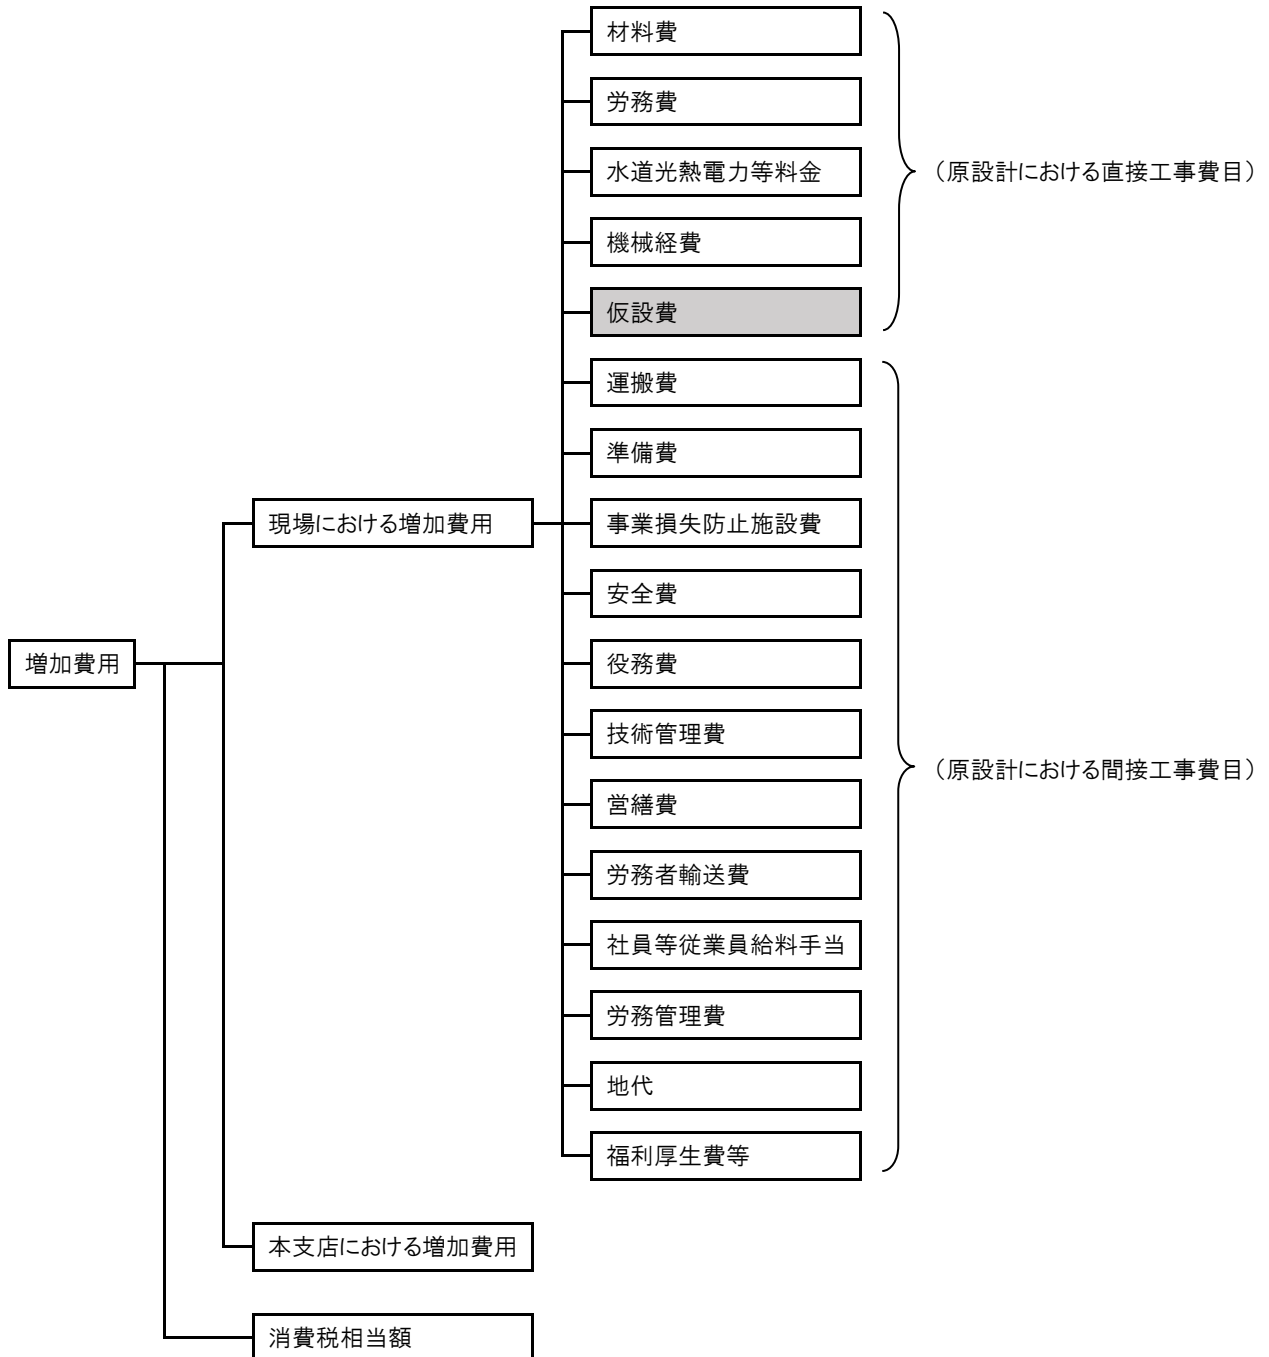 材料費
労務費
水道光熱電力等料金
（原設計における直接工事費目）
機械経費
仮設費
運搬費
準備費
現場における増加費用
事業損失防止施設費
安全費
増加費用
役務費
技術管理費
（原設計における間接工事費目）
営繕費
労務者輸送費
社員等従業員給料手当
労務管理費
地代
福利厚生費等
本支店における増加費用
消費税相当額